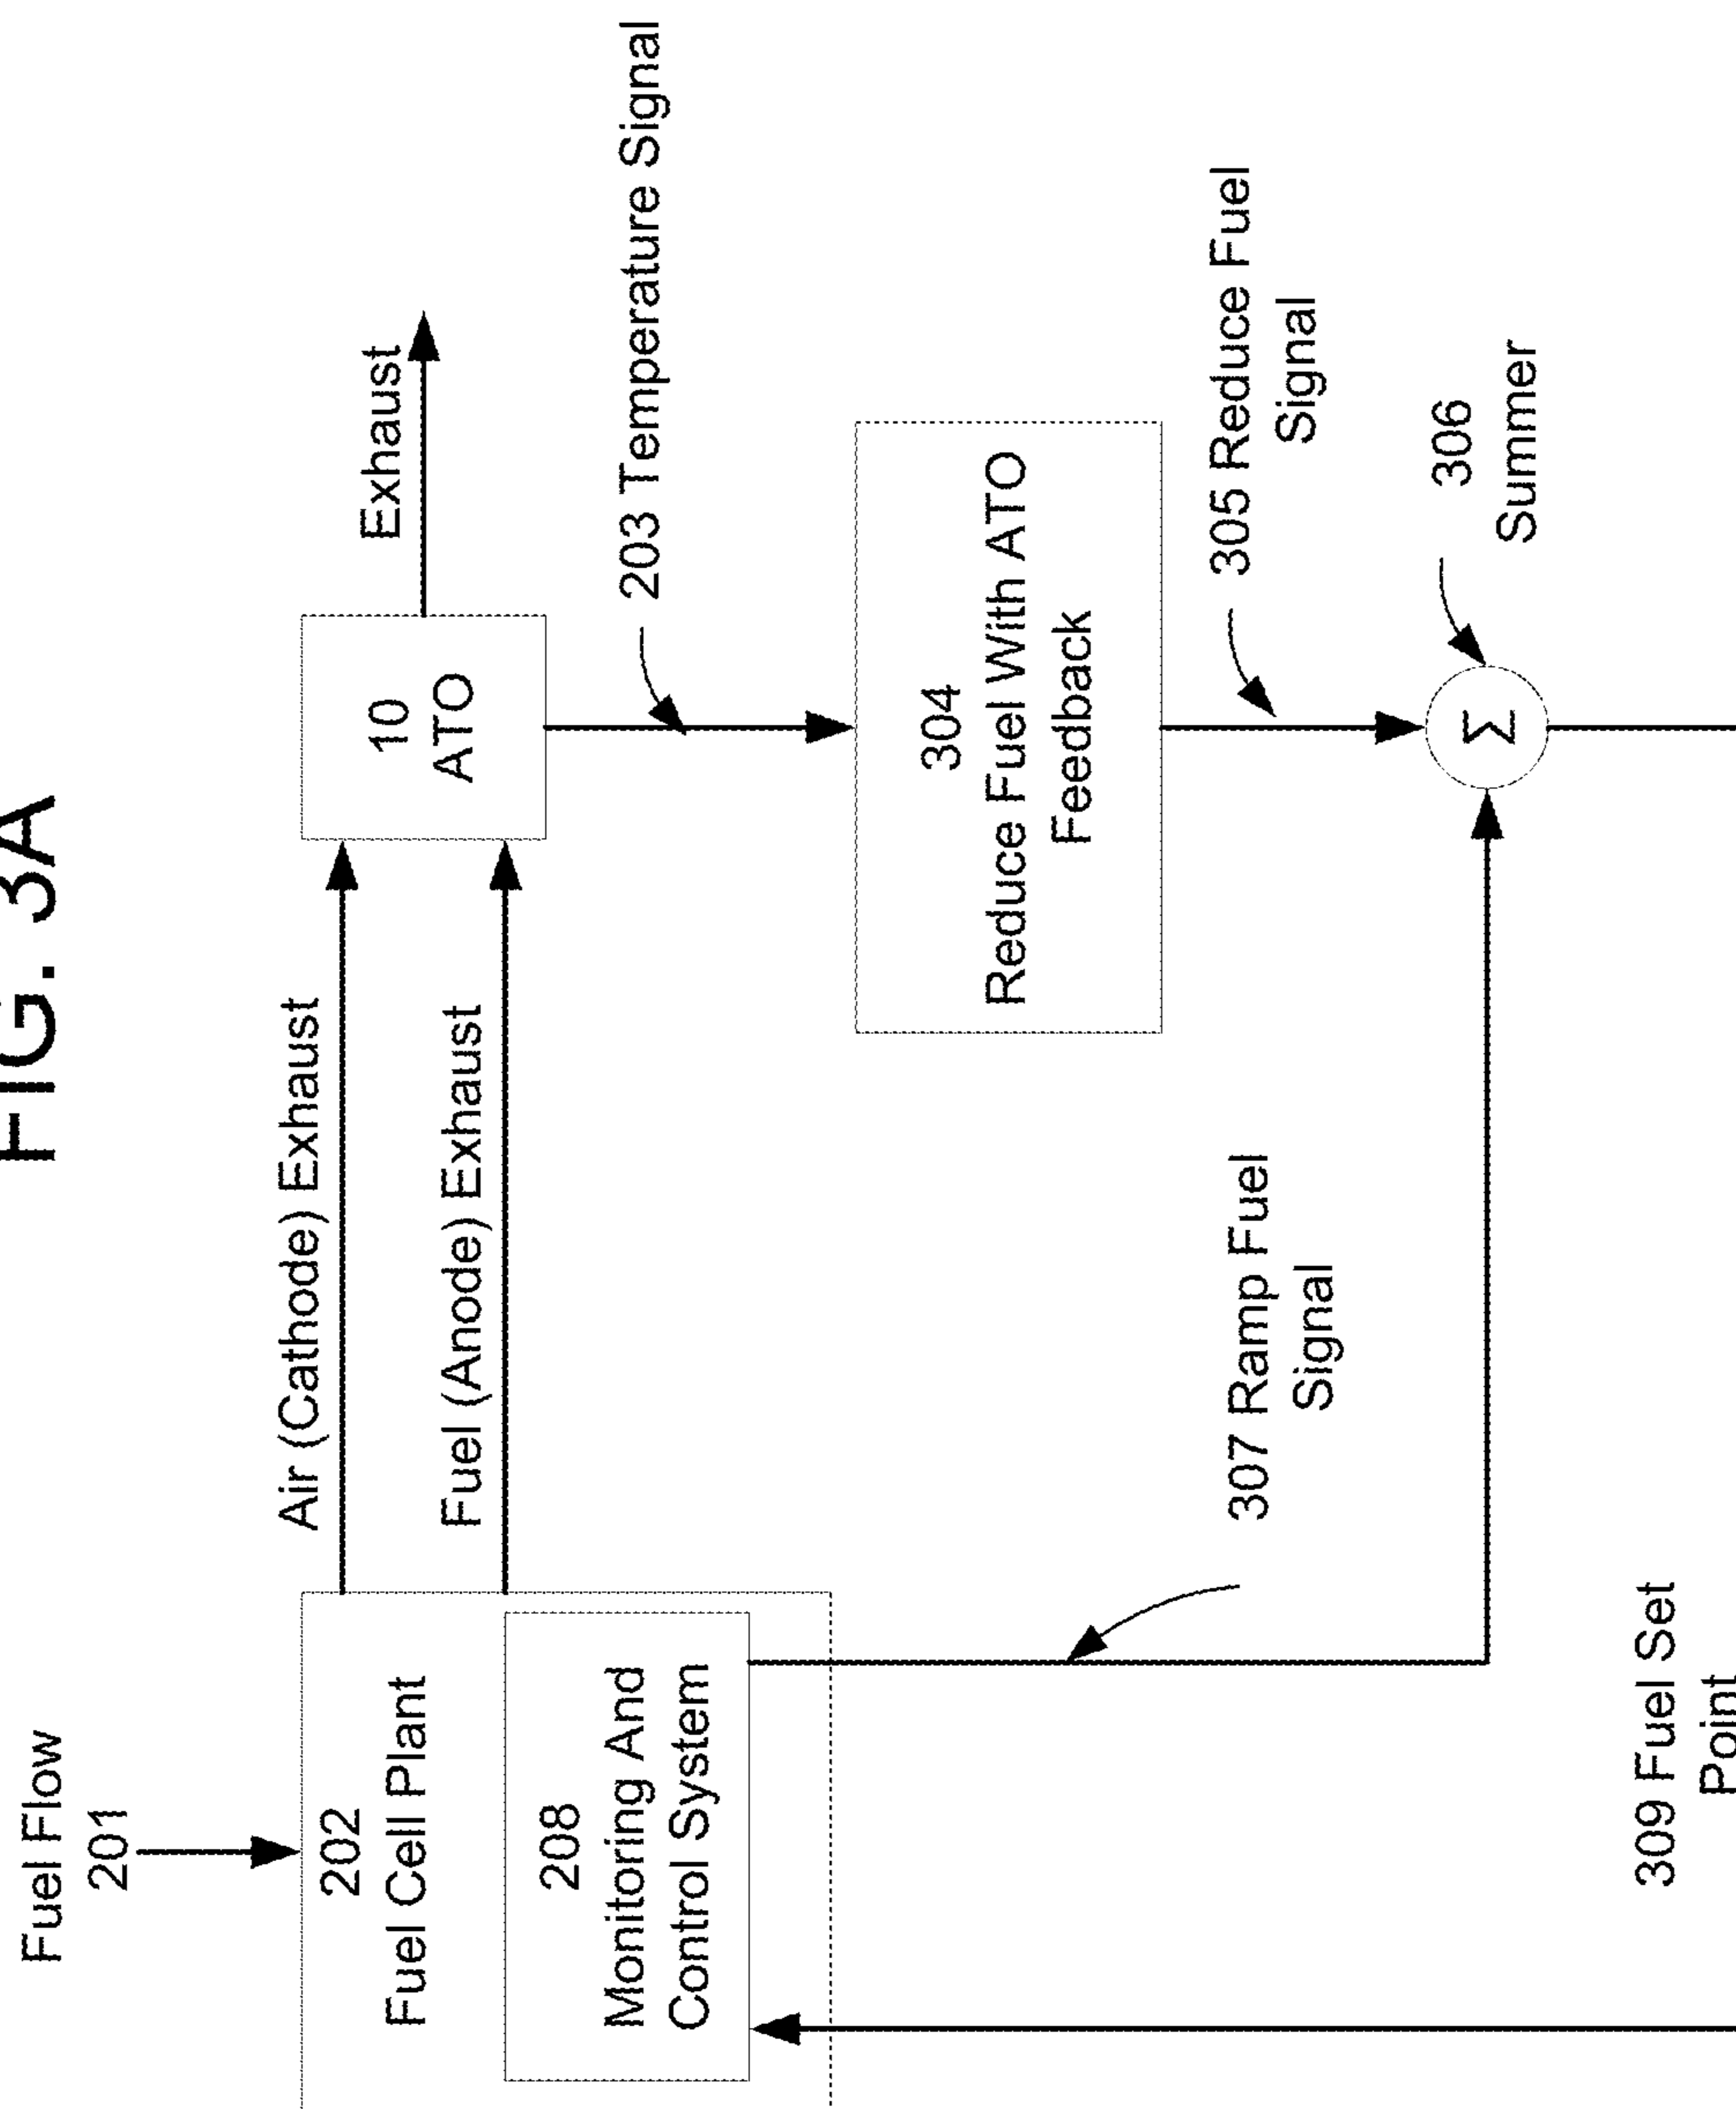 FIG. 3A
Fuel Flow
201
202
Fuel Cell Plant
208
Monitoring And
Control System
Air (Cathode) Exhaust
Fuel (Anode) Exhaust
10
ATO
Exhaust
203 Temperature Signal
304
Reduce Fuel With ATO
Feedback
305 Reduce Fuel
Signal
306
Summer
Σ
307 Ramp Fuel
Signal
309 Fuel Set
Point